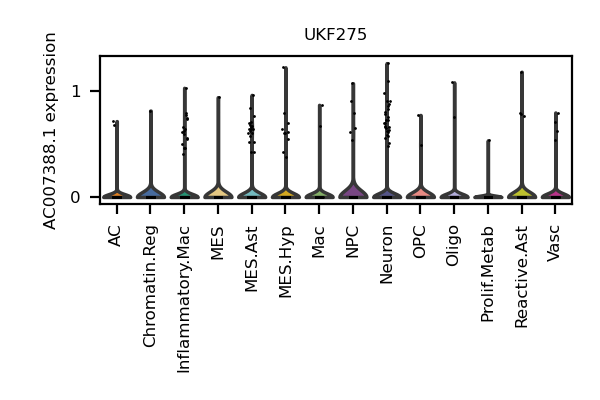 UKF275
AC007388.1 expression
1
0
AC
Chromatin.Reg
Inflammatory.Mac
MES
MES.Ast
MES.Hyp
Mac
NPC
Neuron
OPC
Oligo
Prolif.Metab
Reactive.Ast
Vasc